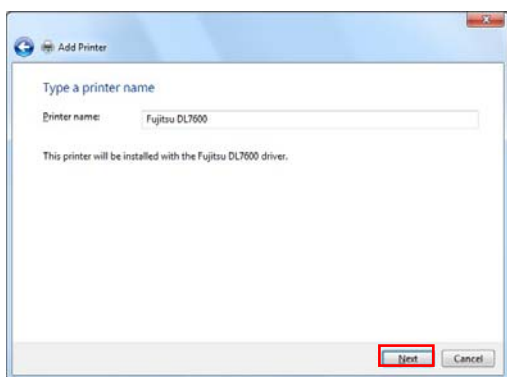 Add Printer
Type a printer name
Printer name: Fujitsu DL7600
This printer will be installed with the Fujitsu DL7600 driver.
Next Cancel